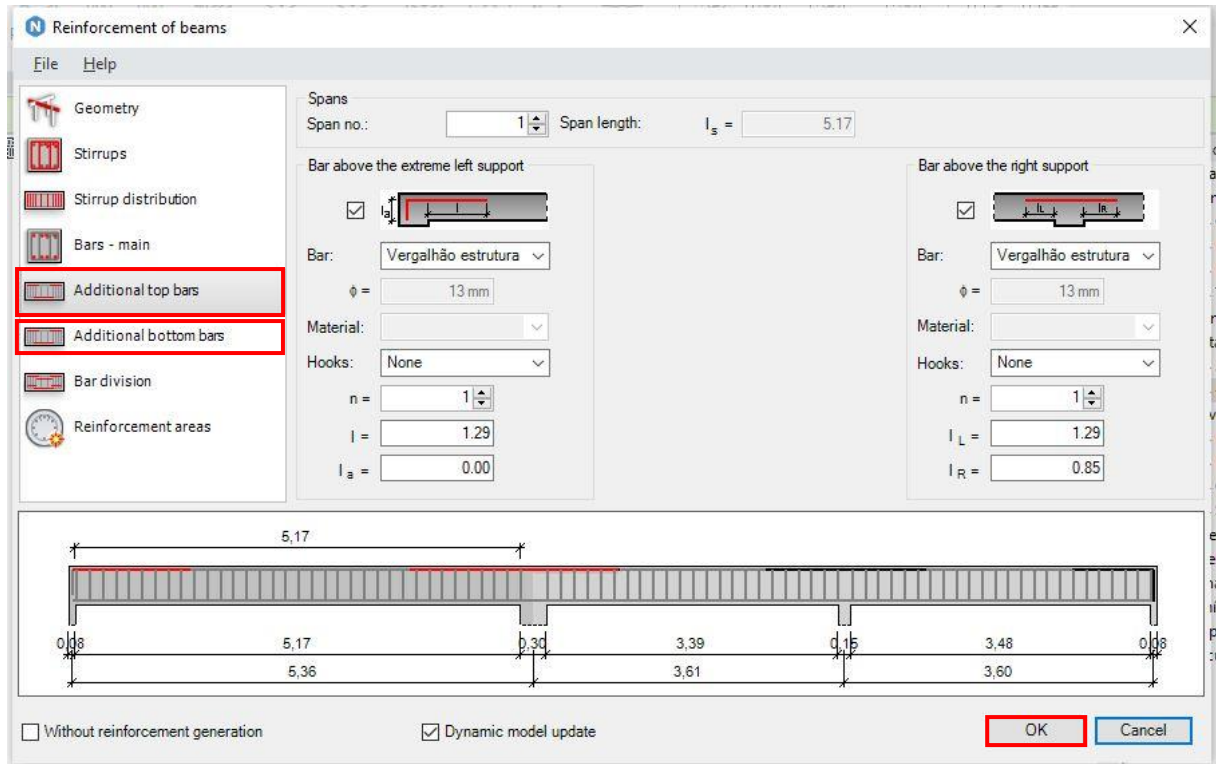 N Reinforcement of beams
File Help
Geometry
Stirrups
Stirrup distribution
Bars - main
Additional top bars
Additional bottom bars
Bar division
Reinforcement areas
Spans
Span no.: 1 Span length: l s = 5.17
Bar above the extreme left support
la l
Bar: Vergalhão estrutura
ϕ = 13 mm
Material:
Hooks: None
n = 1
l = 1.29
l a = 0.00
Bar above the right support
lL lR
Bar: Vergalhão estrutura
ϕ = 13 mm
Material:
Hooks: None
n = 1
l L = 1.29
l R = 0.85
5,17
0,08 5,17 0,30 3,39 0,15 3,48 0,08
5,36 3,61 3,60
Without reinforcement generation Dynamic model update OK Cancel